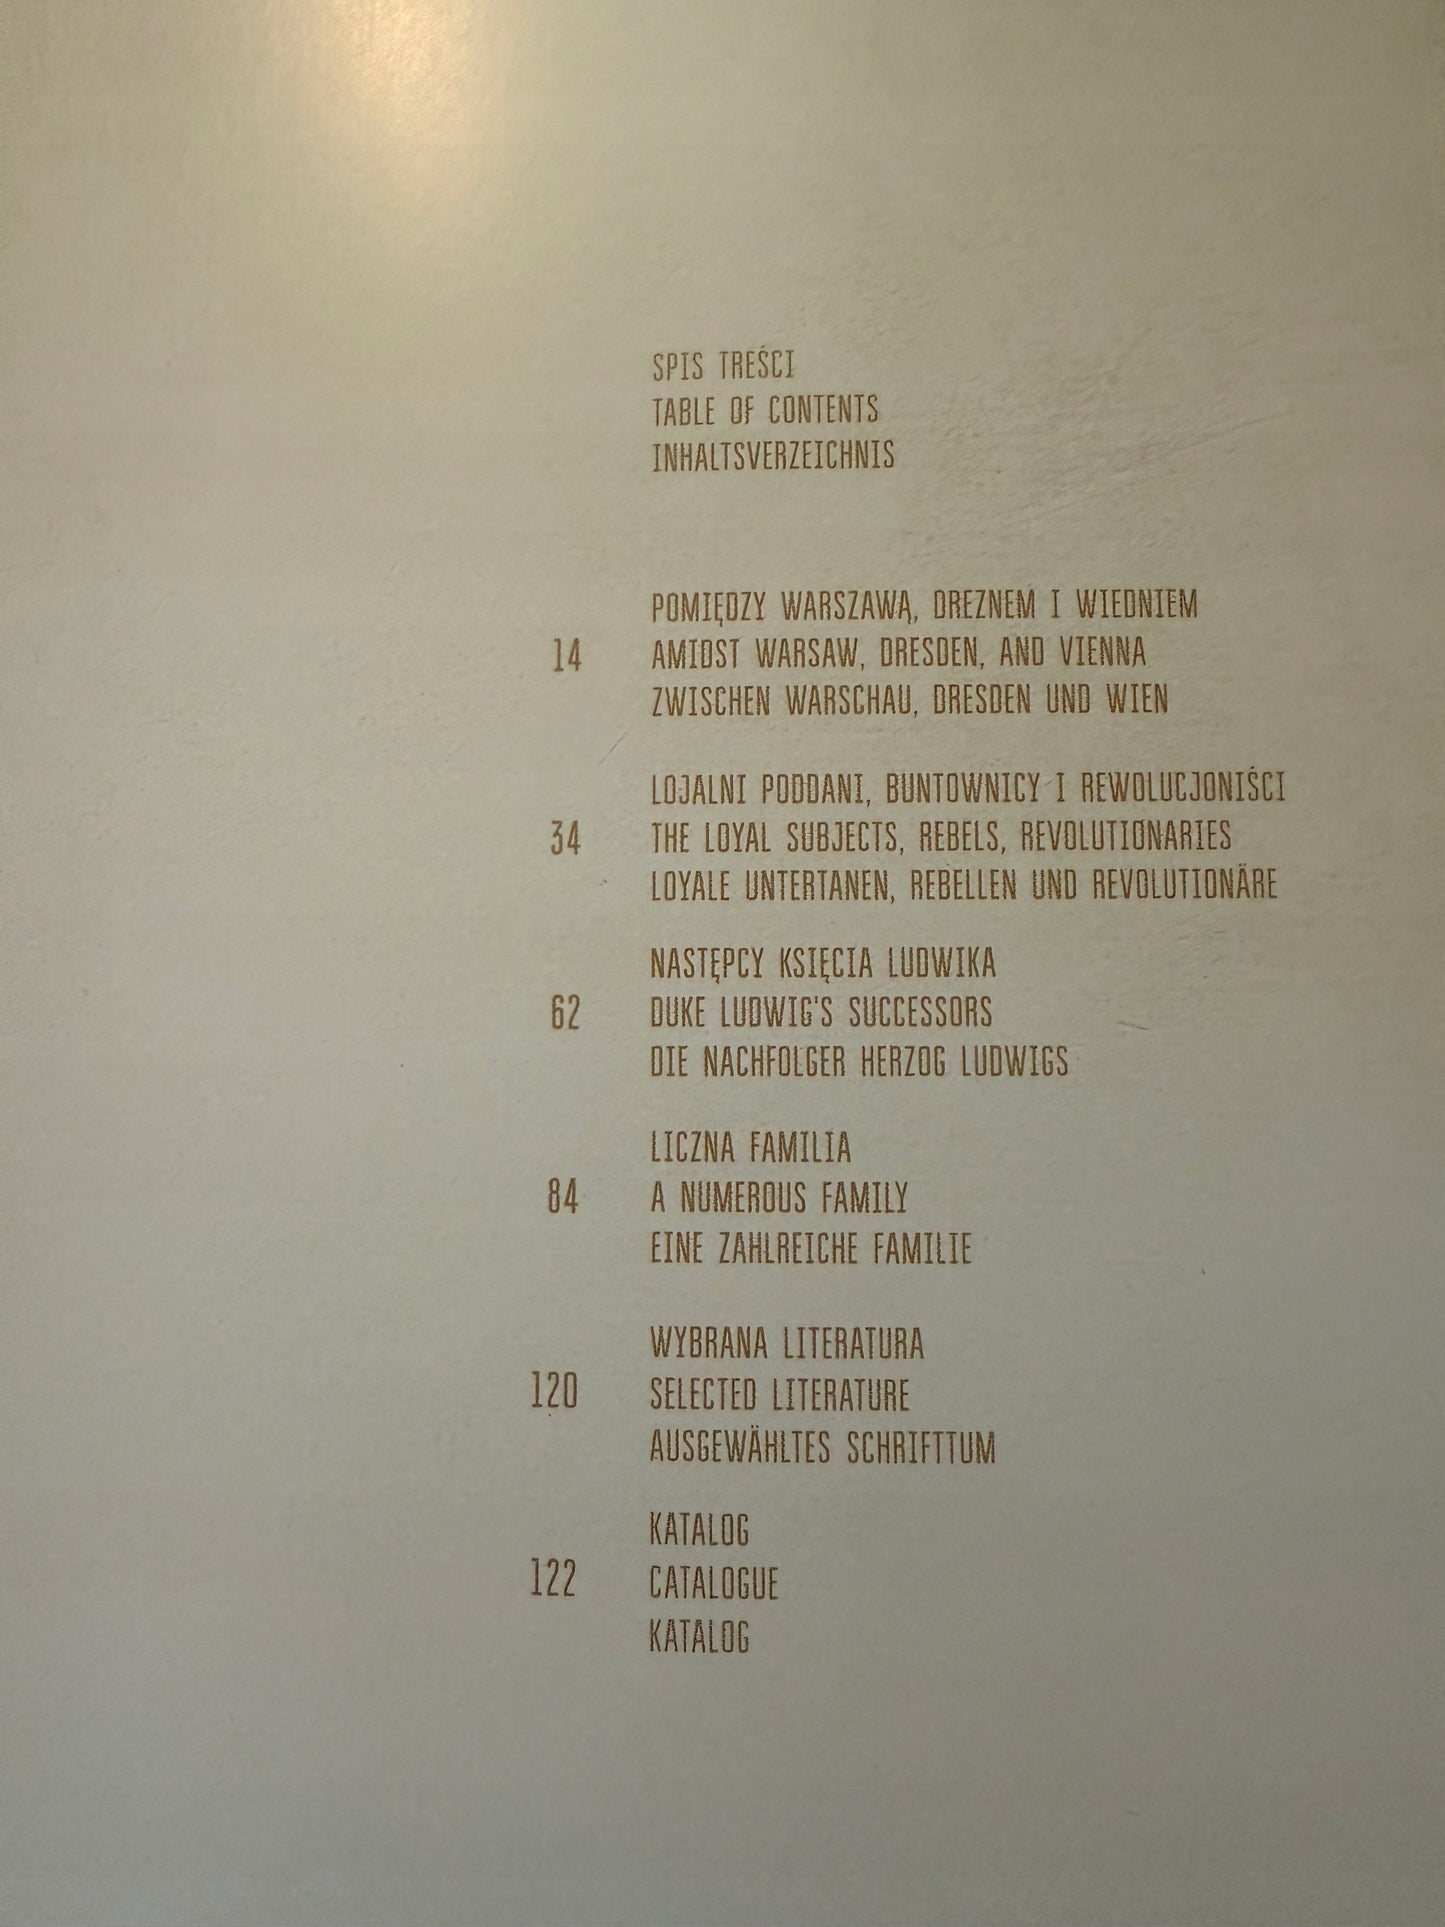 SPIS TREŚCI
TABLE OF CONTENTS
INHALTSVERZEICHNIS
POMIĘDZY WARSZAWĄ, DREZNEM I WIEDNIEM
14 AMIDST WARSAW, DRESDEN, AND VIENNA
ZWISCHEN WARSCHAU, DRESDEN UND WIEN
LOJALNI PODDANI, BUNTOWNICY I REWOLUCJONIŚCI
34 THE LOYAL SUBJECTS, REBELS, REVOLUTIONARIES
LOYALE UNTERTANEN, REBELLEN UND REVOLUTIONÄRE
NASTĘPCY KSIĘCIA LUDWIKA
62 DUKE LUDWIG'S SUCCESSORS
DIE NACHFOLGER HERZOG LUDWIGS
LICZNA FAMILIA
84 A NUMEROUS FAMILY
EINE ZAHLREICHE FAMILIE
WYBRANA LITERATURA
120 SELECTED LITERATURE
AUSGEWÄHLTES SCHRIFTTUM
KATALOG
122 CATALOGUE
KATALOG